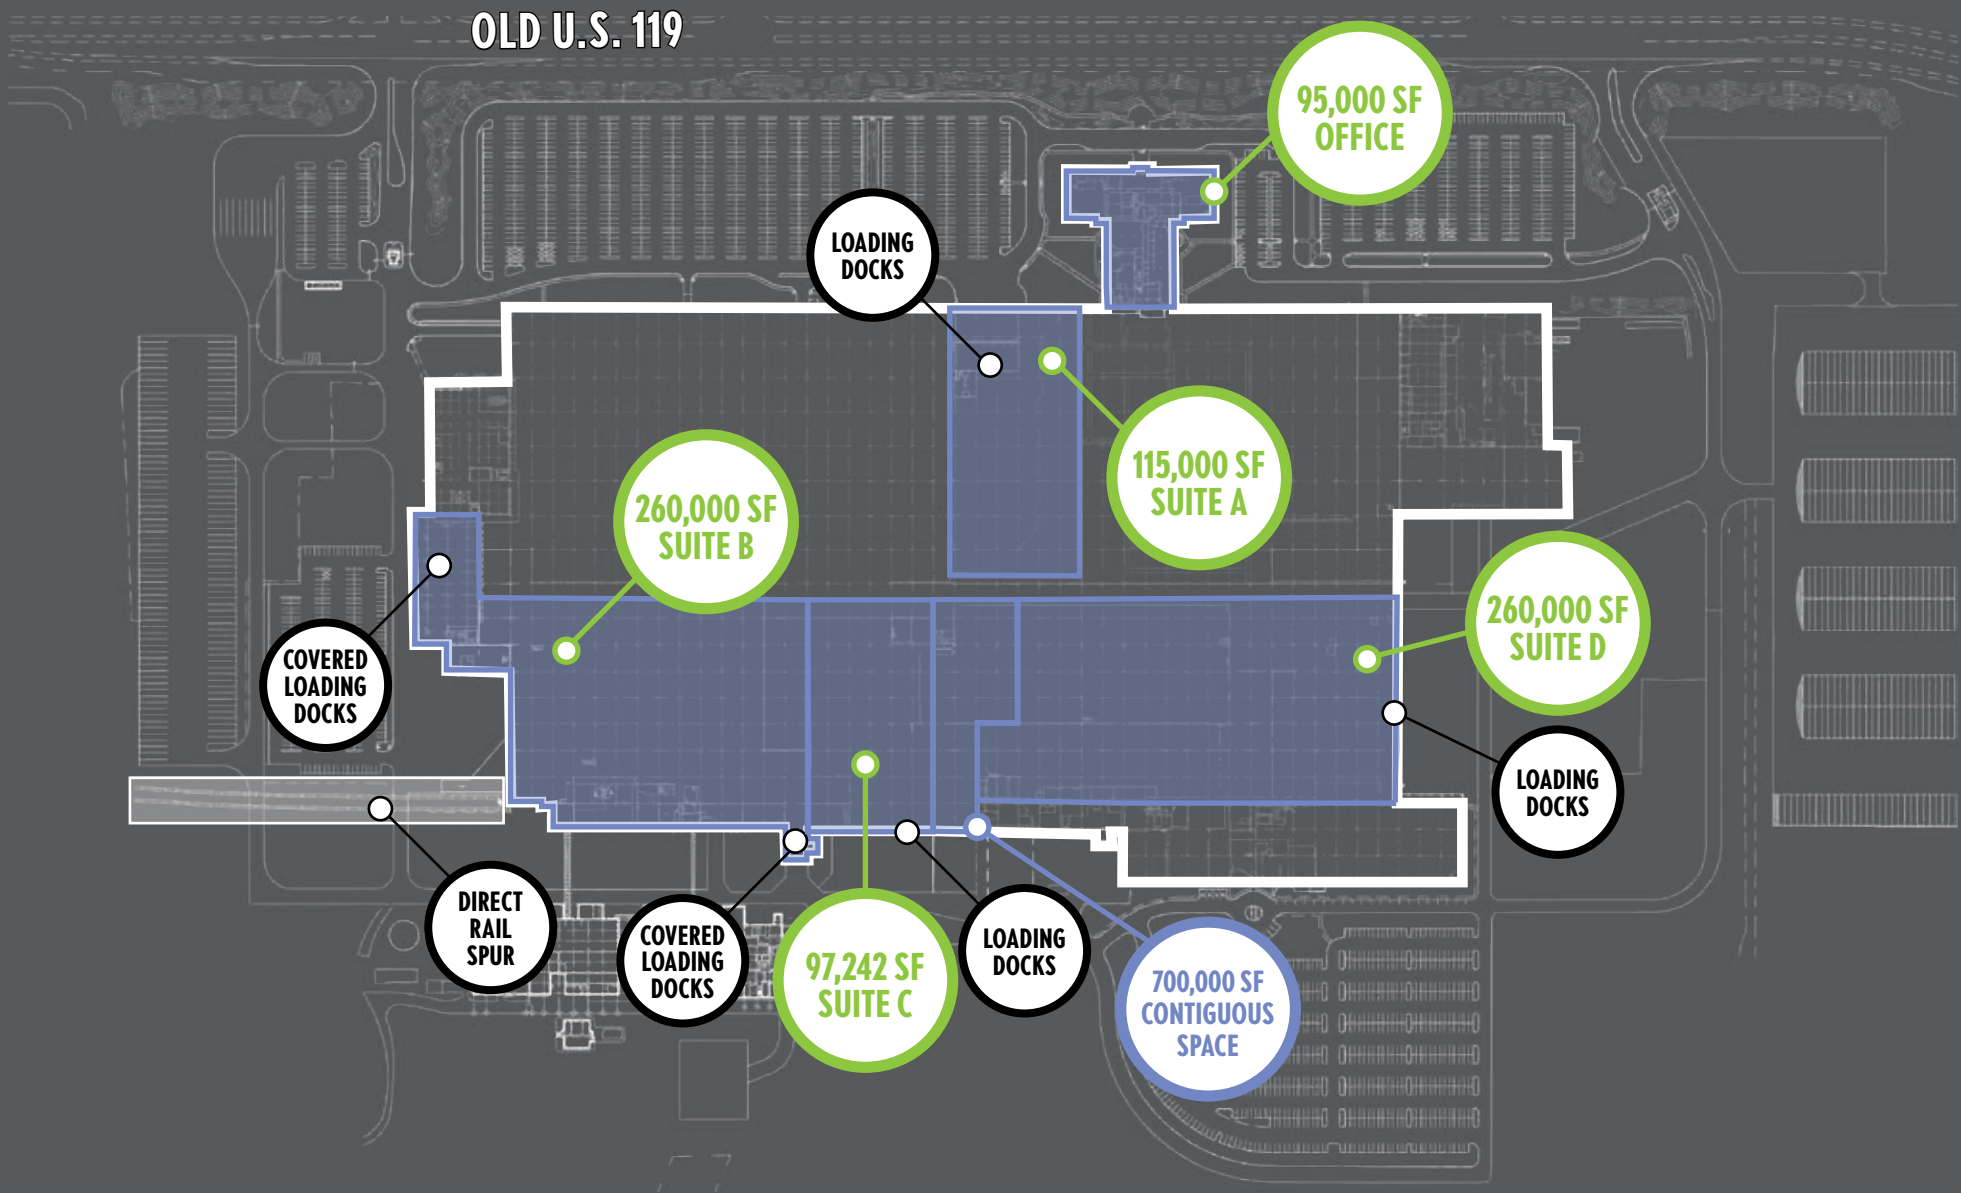 OLD U.S. 119
95,000 SF
OFFICE
LOADING
DOCKS
115,000 SF
SUITE A
260,000 SF
SUITE B
260,000 SF
SUITE D
COVERED
LOADING
DOCKS
LOADING
DOCKS
DIRECT
RAIL
SPUR
COVERED
LOADING
DOCKS
97,242 SF
SUITE C
LOADING
DOCKS
700,000 SF
CONTIGUOUS
SPACE